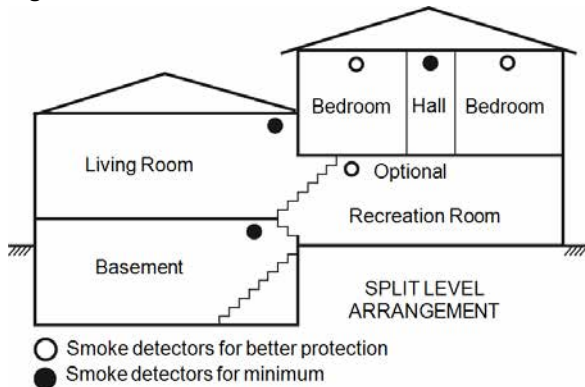 Bedroom
Hall
Bedroom
Living Room
Optional
Recreation Room
Basement
SPLIT LEVEL
ARRANGEMENT
Smoke detectors for better protection
Smoke detectors for minimum